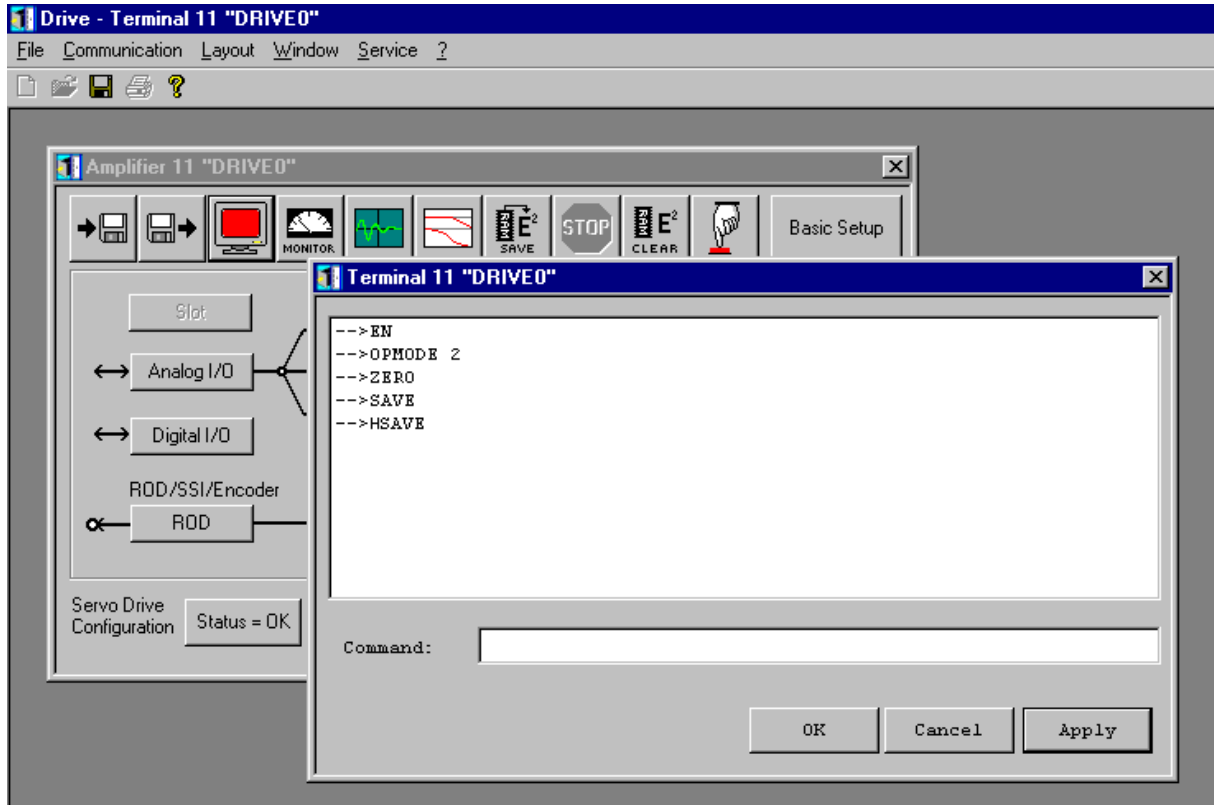 Drive - Terminal 11 "DRIVE0"
File Communication Layout Window Service ?
Amplifier 11 "DRIVE0"
MONITOR
E² SAVE
STOP
E² CLEAR
Basic Setup
Terminal 11 "DRIVE0"
Slot
Analog I/O
Digital I/O
ROD/SSI/Encoder
ROD
Servo Drive
Configuration
Status = OK
-->EN
-->OPMODE 2
-->ZERO
-->SAVE
-->HSAVE
Command:
OK Cancel Apply